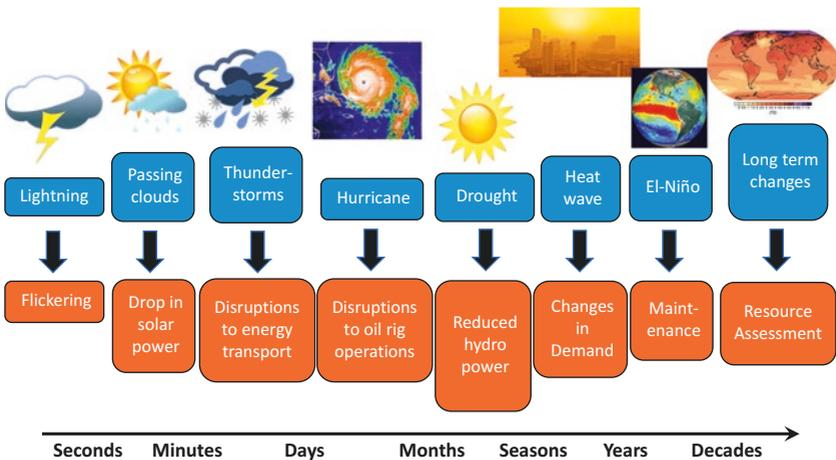 Lightning
Passing
clouds
Thunder-
storms
Hurricane
Drought
Heat
wave
El-Niño
Long term
changes
Flickering
Drop in
solar
power
Disruptions
to energy
transport
Disruptions
to oil rig
operations
Reduced
hydro
power
Changes
in
Demand
Maint-
enance
Resource
Assessment
Seconds
Minutes
Days
Months
Seasons
Years
Decades